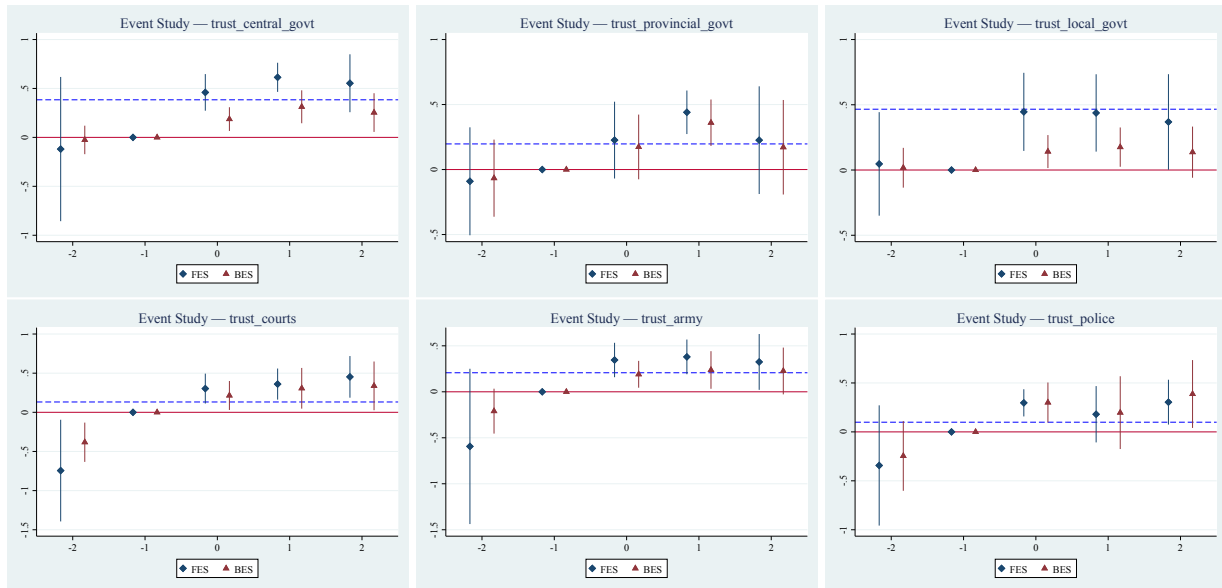 Event Study — trust_central_govt
1
.5
0
-.5
-1
-2 -1 0 1 2
FES BES
Event Study — trust_provincial_govt
1
.5
0
-.5
-2 -1 0 1 2
FES BES
Event Study — trust_local_govt
1
.5
0
-.5
-2 -1 0 1 2
FES BES
Event Study — trust_courts
1
.5
0
-.5
-1
-1.5
-2 -1 0 1 2
FES BES
Event Study — trust_army
.5
0
-.5
-1
-1.5
-2 -1 0 1 2
FES BES
Event Study — trust_police
1
.5
0
-.5
-1
-2 -1 0 1 2
FES BES